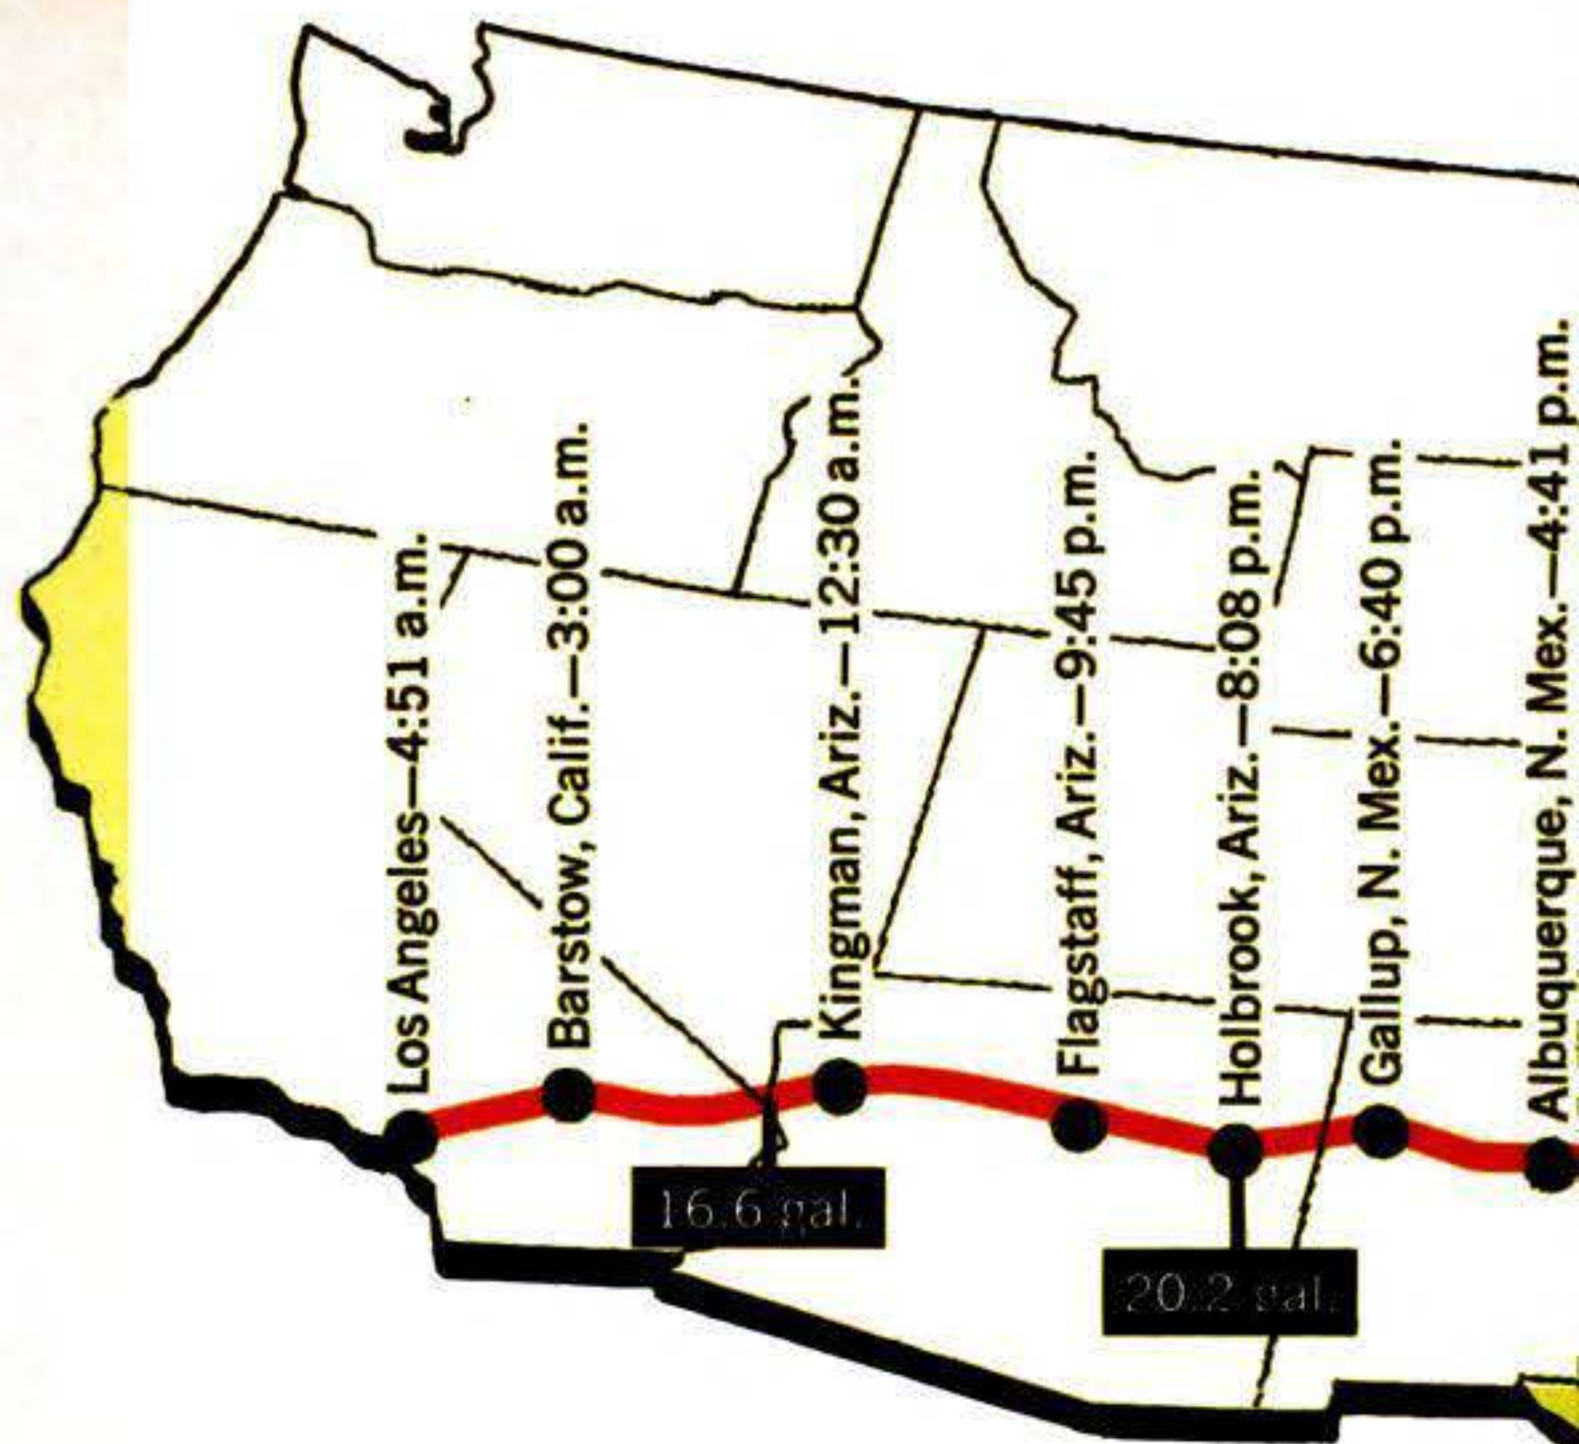 Los Angeles—4:51 a.m.
Barstow, Calif.—3:00 a.m.
Kingman, Ariz.—12:30 a.m.
Flagstaff, Ariz.—9:45 p.m.
Holbrook, Ariz.—8:08 p.m.
Gallup, N. Mex.—6:40 p.m.
Albuquerque, N. Mex.—4:41 p.m.
16.6 gal.
20.2 gal.